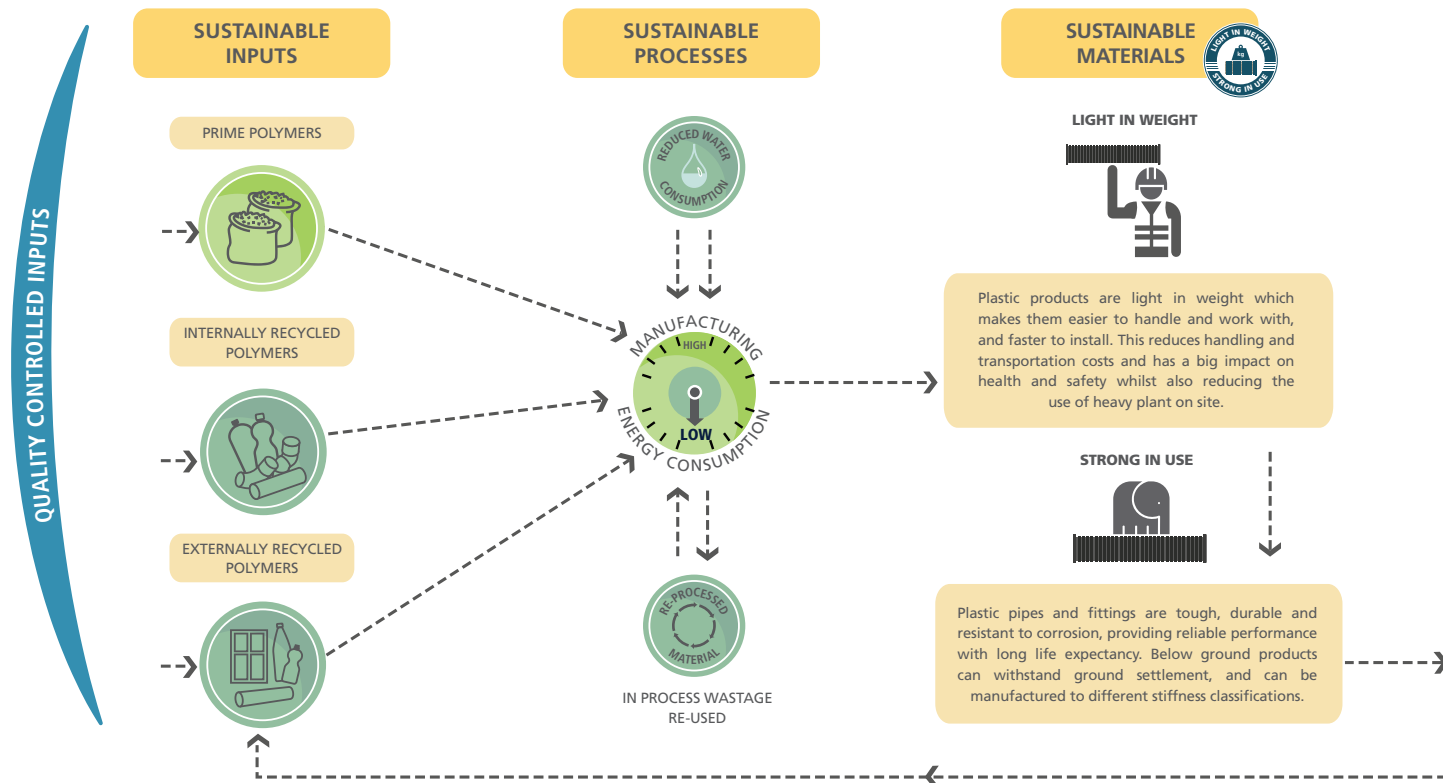 QUALITY CONTROLLED INPUTS
SUSTAINABLE
INPUTS
PRIME POLYMERS
INTERNALLY RECYCLED
POLYMERS
EXTERNALLY RECYCLED
POLYMERS
SUSTAINABLE
PROCESSES
REDUCED WATER
CONSUMPTION
MANUFACTURING
HIGH
LOW
ENERGY CONSUMPTION
RE-PROCESSED
MATERIAL
IN PROCESS WASTAGE
RE-USED
SUSTAINABLE
MATERIALS
LIGHT IN WEIGHT
kg
STRONG IN USE
LIGHT IN WEIGHT
Plastic products are light in weight which
makes them easier to handle and work with,
and faster to install. This reduces handling and
transportation costs and has a big impact on
health and safety whilst also reducing the
use of heavy plant on site.
STRONG IN USE
Plastic pipes and fittings are tough, durable and
resistant to corrosion, providing reliable performance
with long life expectancy. Below ground products
can withstand ground settlement, and can be
manufactured to different stiffness classifications.